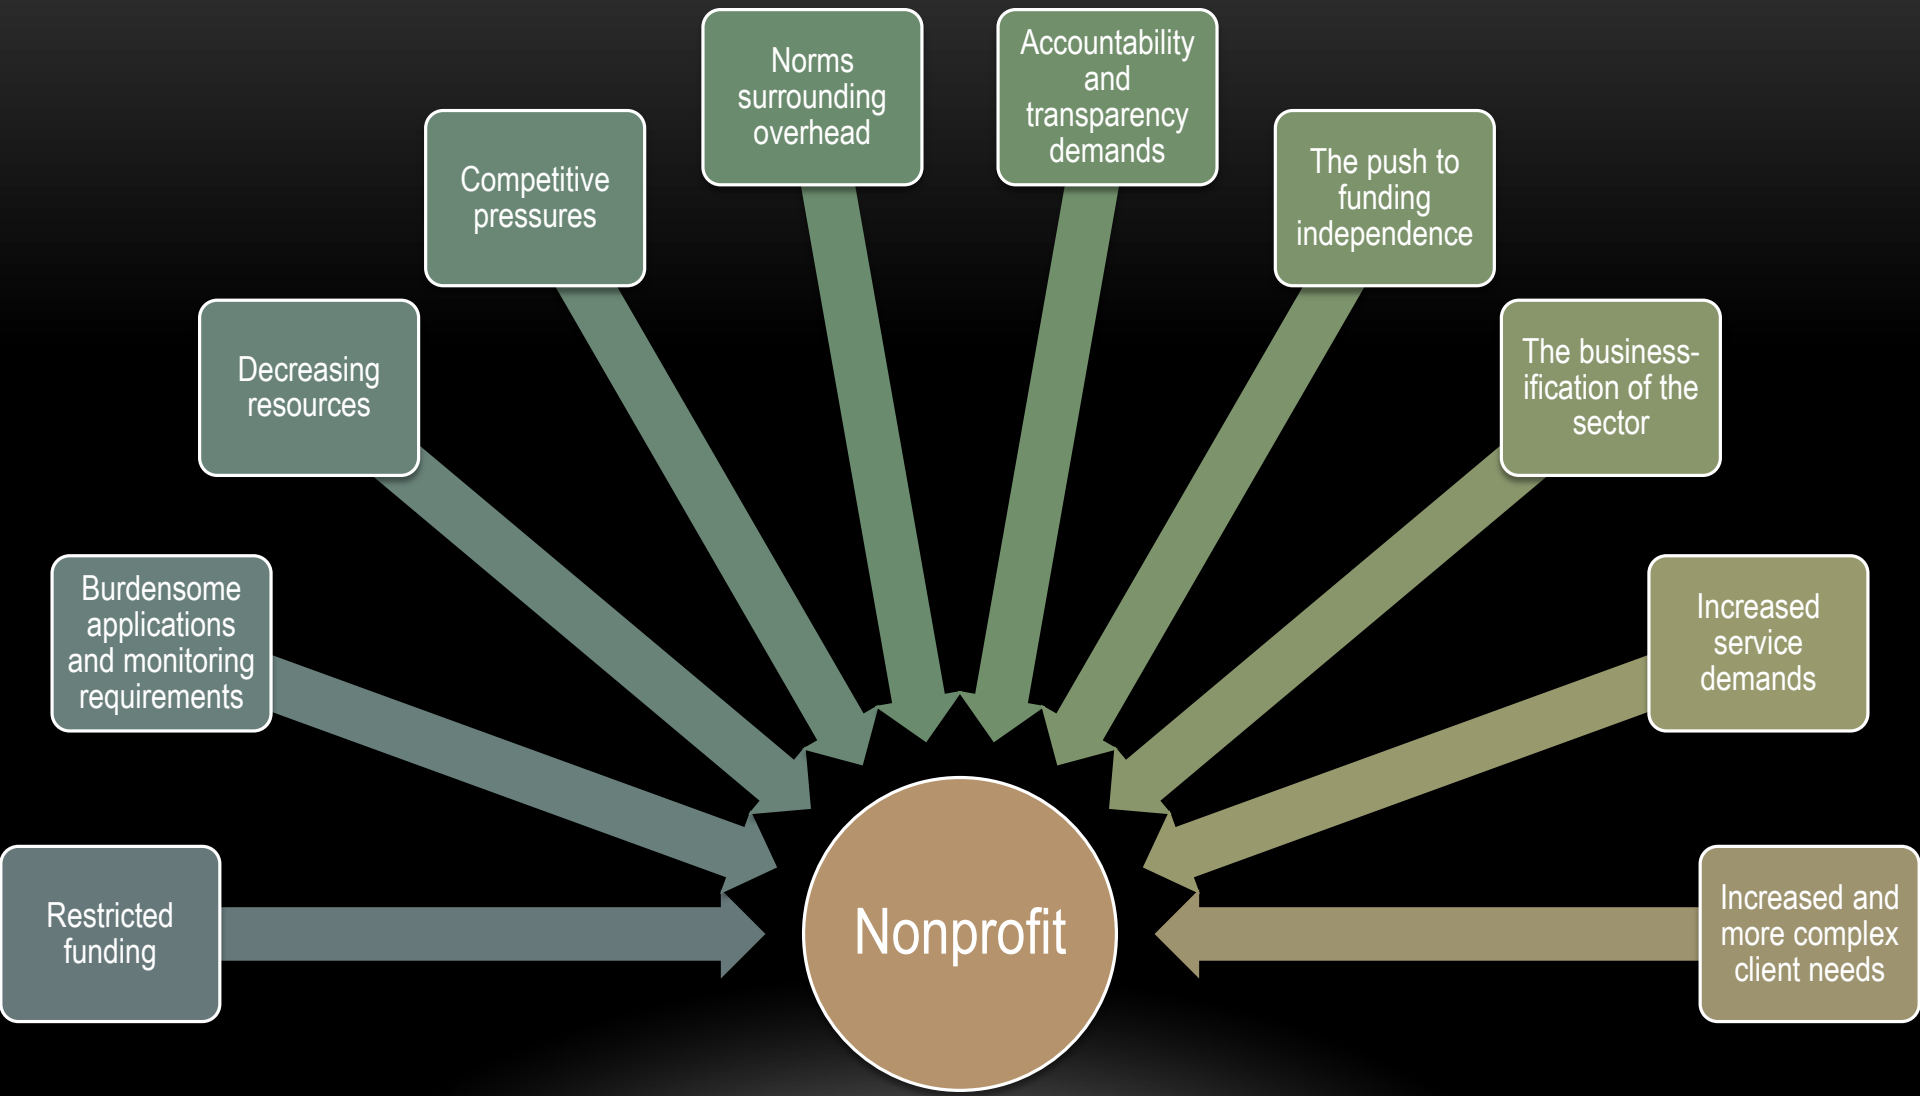 Norms
surrounding
overhead
Accountability
and
transparency
demands
Competitive
pressures
The push to
funding
independence
Decreasing
resources
The business-
ification of the
sector
Burdensome
applications
and monitoring
requirements
Increased
service
demands
Restricted
funding
Nonprofit
Increased and
more complex
client needs